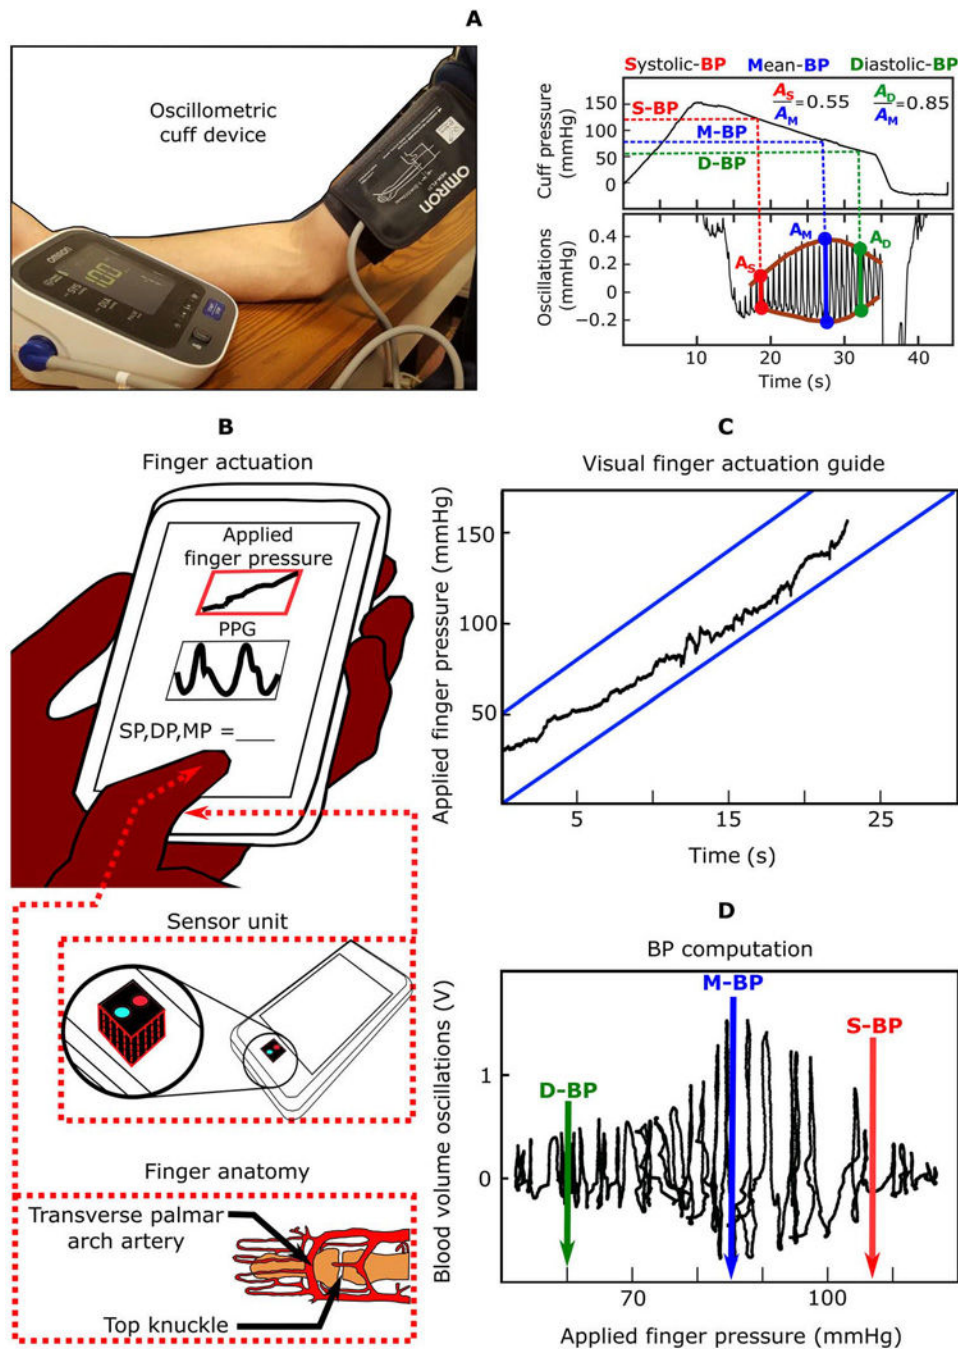 A
Oscillometric
cuff device
OMRON
OMRON
Systolic-BP Mean-BP Diastolic-BP
A_S/A_M=0.55 A_D/A_M=0.85
S-BP
M-BP
D-BP
150
100
50
0
Cuff pressure
(mmHg)
0.4
0.2
0
−0.2
Oscillations
(mmHg)
A_S
A_M
A_D
10 20 30 40
Time (s)
B
Finger actuation
Applied
finger pressure
PPG
SP,DP,MP =____
Sensor unit
Finger anatomy
Transverse palmar
arch artery
Top knuckle
C
Visual finger actuation guide
Applied finger pressure (mmHg)
150
100
50
0
5 15 25
Time (s)
D
BP computation
Blood volume oscillations (V)
M-BP
S-BP
D-BP
1
0
70 100
Applied finger pressure (mmHg)